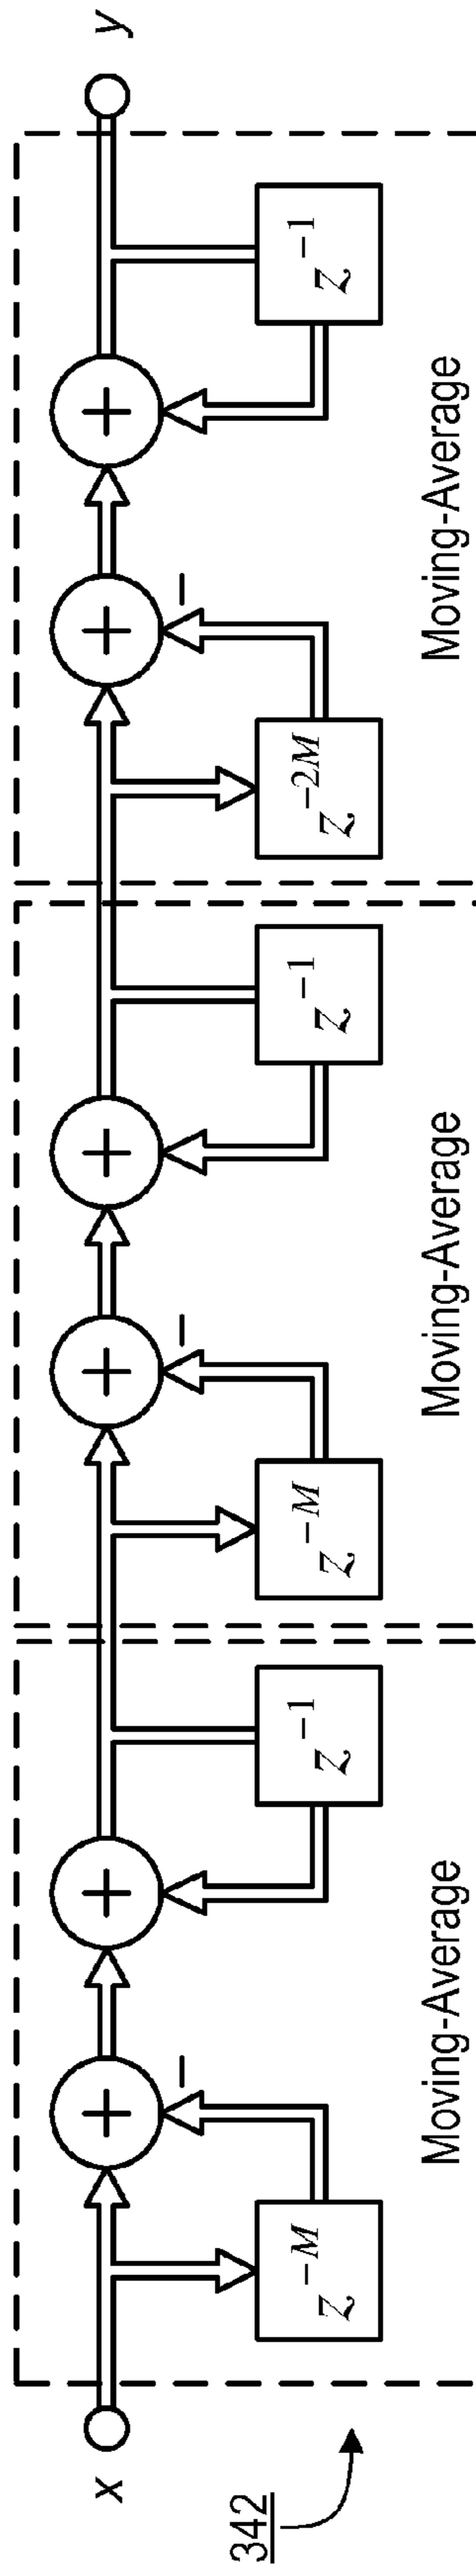 x
y
+
+
+
+
+
+
−
−
−
z⁻ᴹ
z⁻¹
z⁻ᴹ
z⁻¹
z⁻²ᴹ
z⁻¹
Moving-Average
Moving-Average
Moving-Average
342